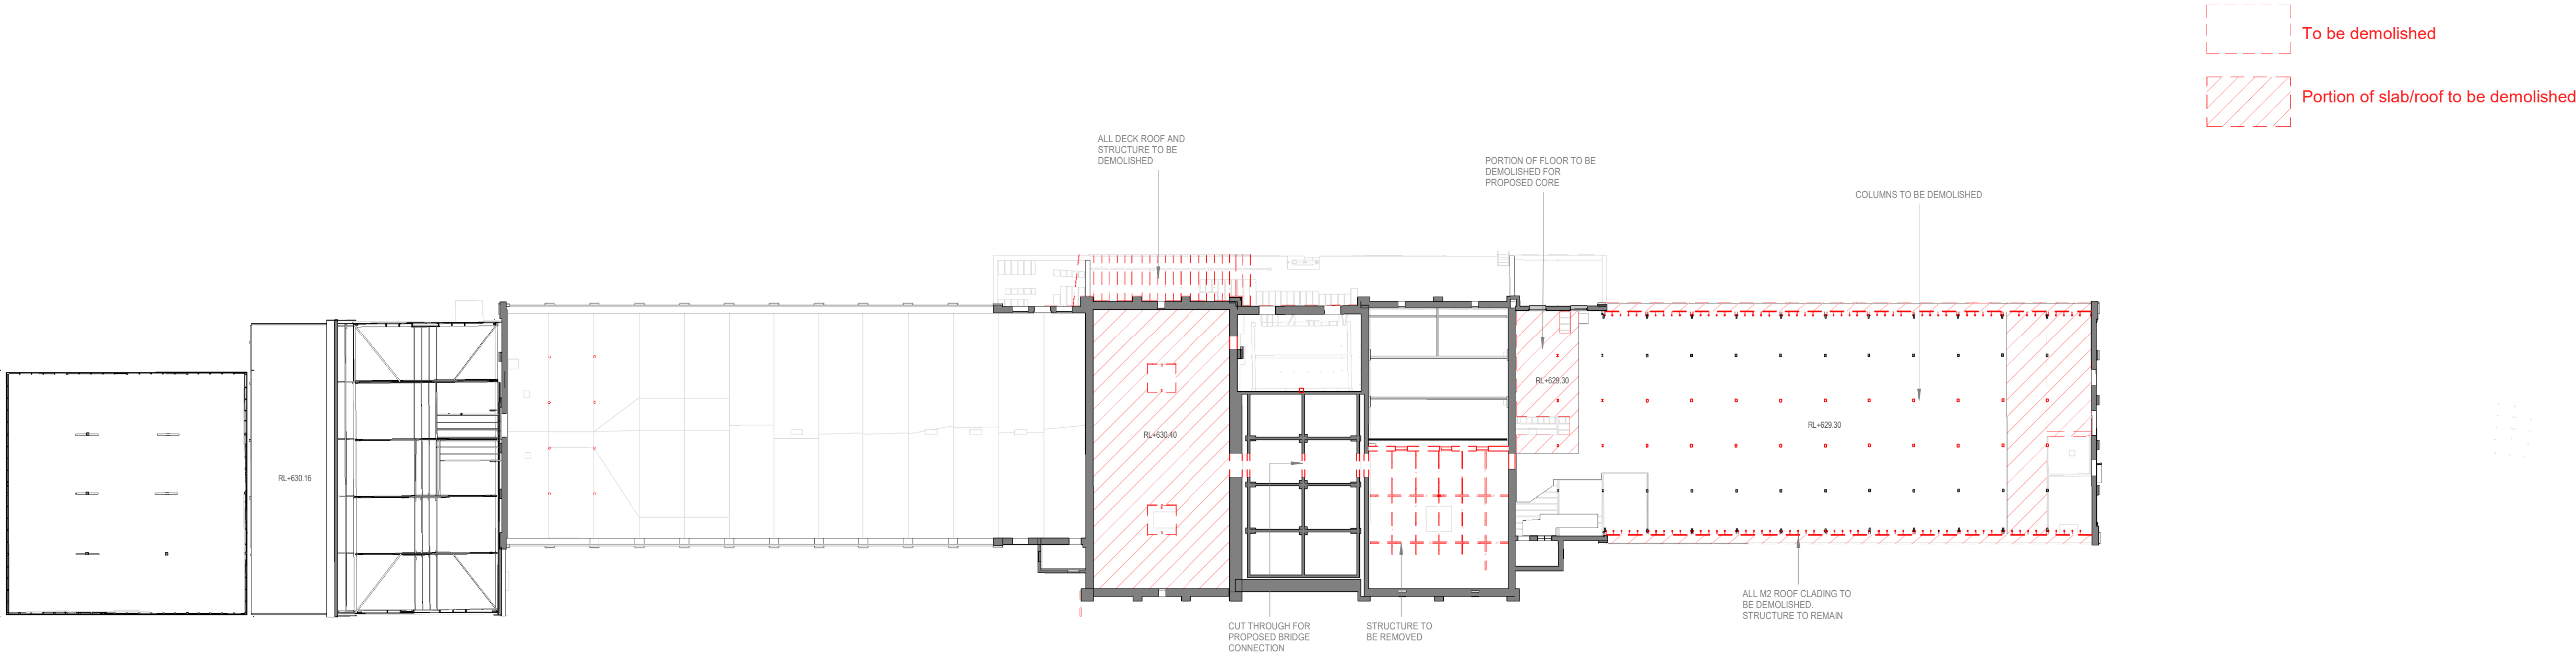 To be demolished
Portion of slab/roof to be demolished
ALL DECK ROOF AND
STRUCTURE TO BE
DEMOLISHED
PORTION OF FLOOR TO BE
DEMOLISHED FOR
PROPOSED CORE
COLUMNS TO BE DEMOLISHED
RL+629.30
RL+629.30
RL+630.40
RL+630.16
ALL M2 ROOF CLADING TO
BE DEMOLISHED.
STRUCTURE TO REMAIN
CUT THROUGH FOR
PROPOSED BRIDGE
CONNECTION
STRUCTURE TO
BE REMOVED